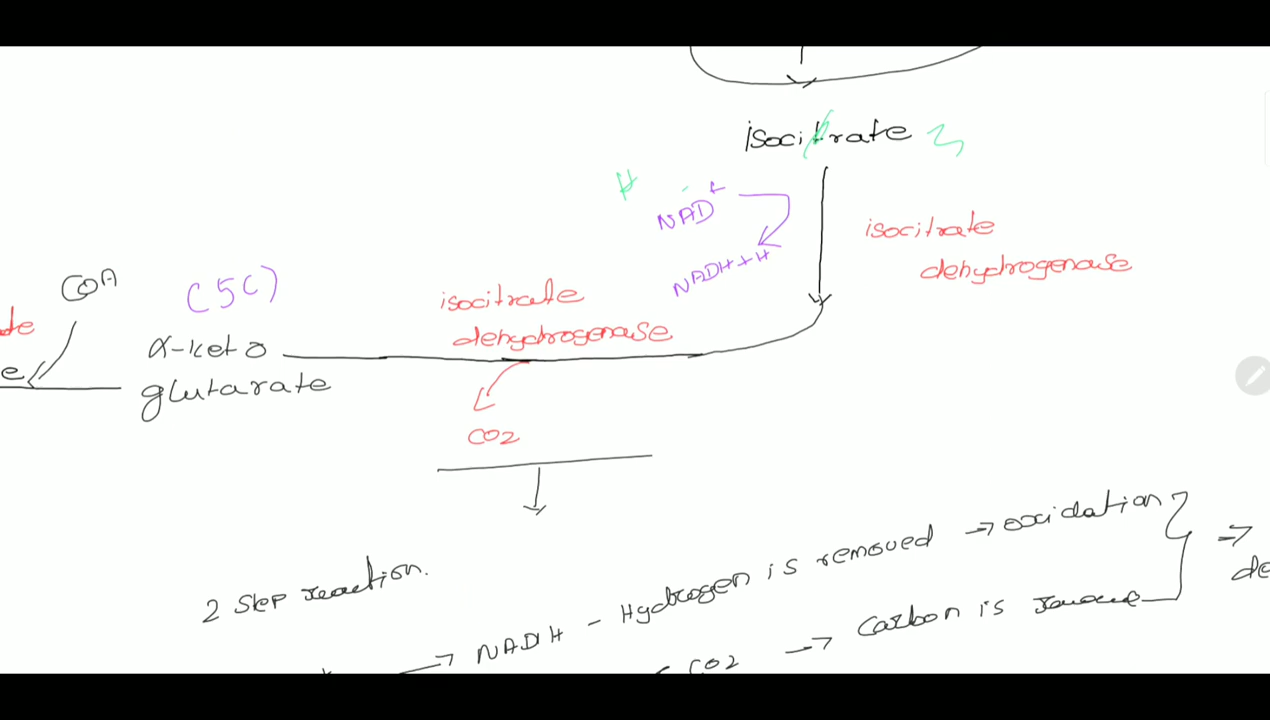 isocitrate
H
NAD+
NADH+H
isocitrate
dehydrogenase
COA
(5C)
isocitrate
dehydrogenase
α-keto
glutarate
CO2
2 Step reaction.
NADH - Hydrogen is removed → oxidation
⇒
CO2 → Carbon is